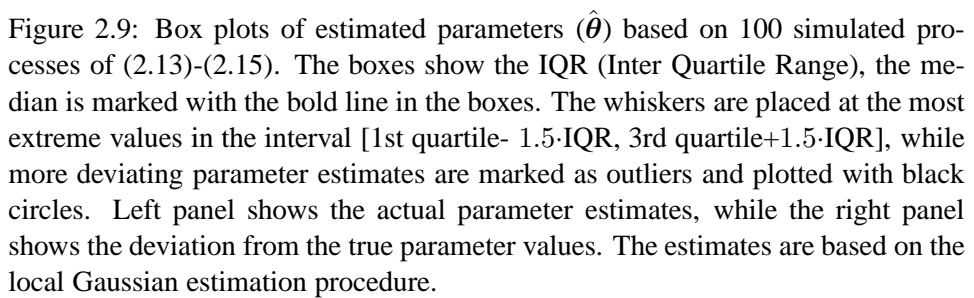 Figure 2.9: Box plots of estimated parameters (θ̂) based on 100 simulated pro-
cesses of (2.13)-(2.15). The boxes show the IQR (Inter Quartile Range), the me-
dian is marked with the bold line in the boxes. The whiskers are placed at the most
extreme values in the interval [1st quartile- 1.5·IQR, 3rd quartile+1.5·IQR], while
more deviating parameter estimates are marked as outliers and plotted with black
circles. Left panel shows the actual parameter estimates, while the right panel
shows the deviation from the true parameter values. The estimates are based on the
local Gaussian estimation procedure.